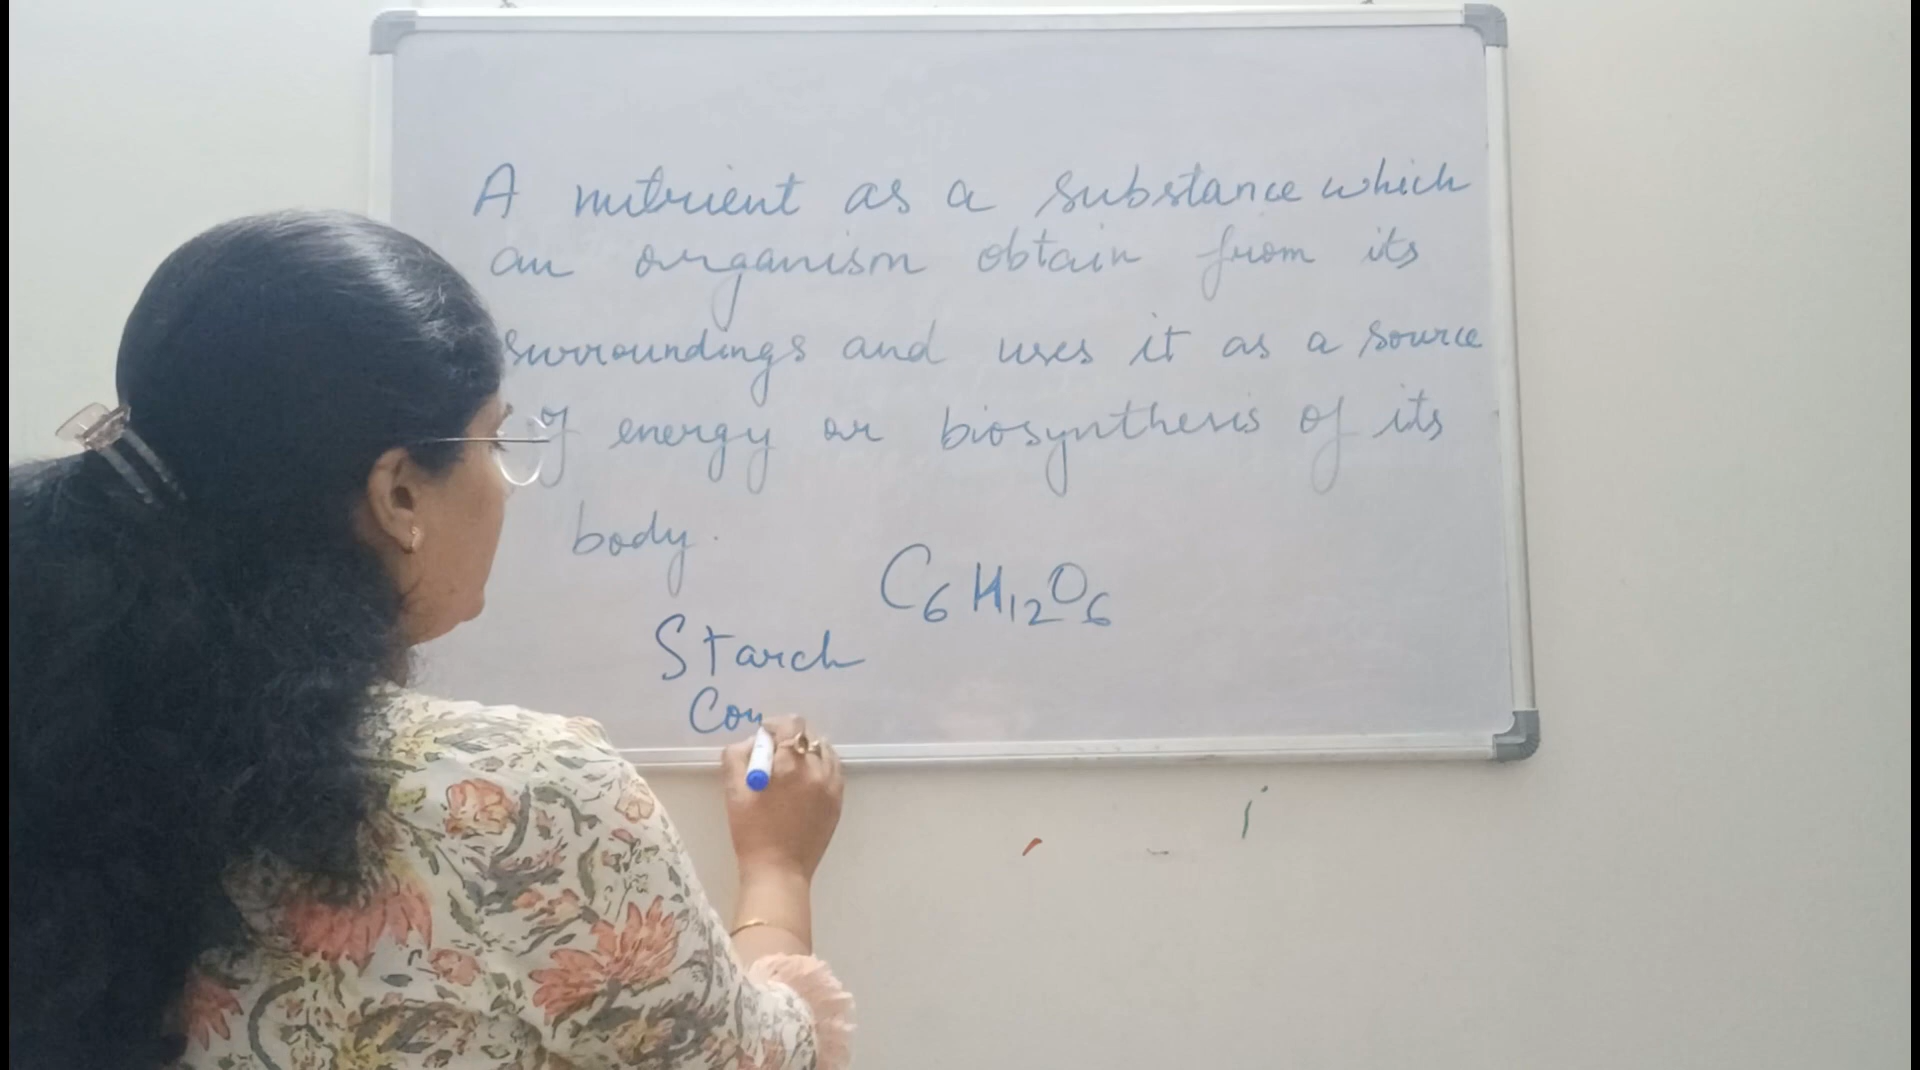 A nutrient as a substance which
an organism obtain from its
surroundings and uses it as a source
of energy or biosynthesis of its
body.
C₆H₁₂O₆
Starch